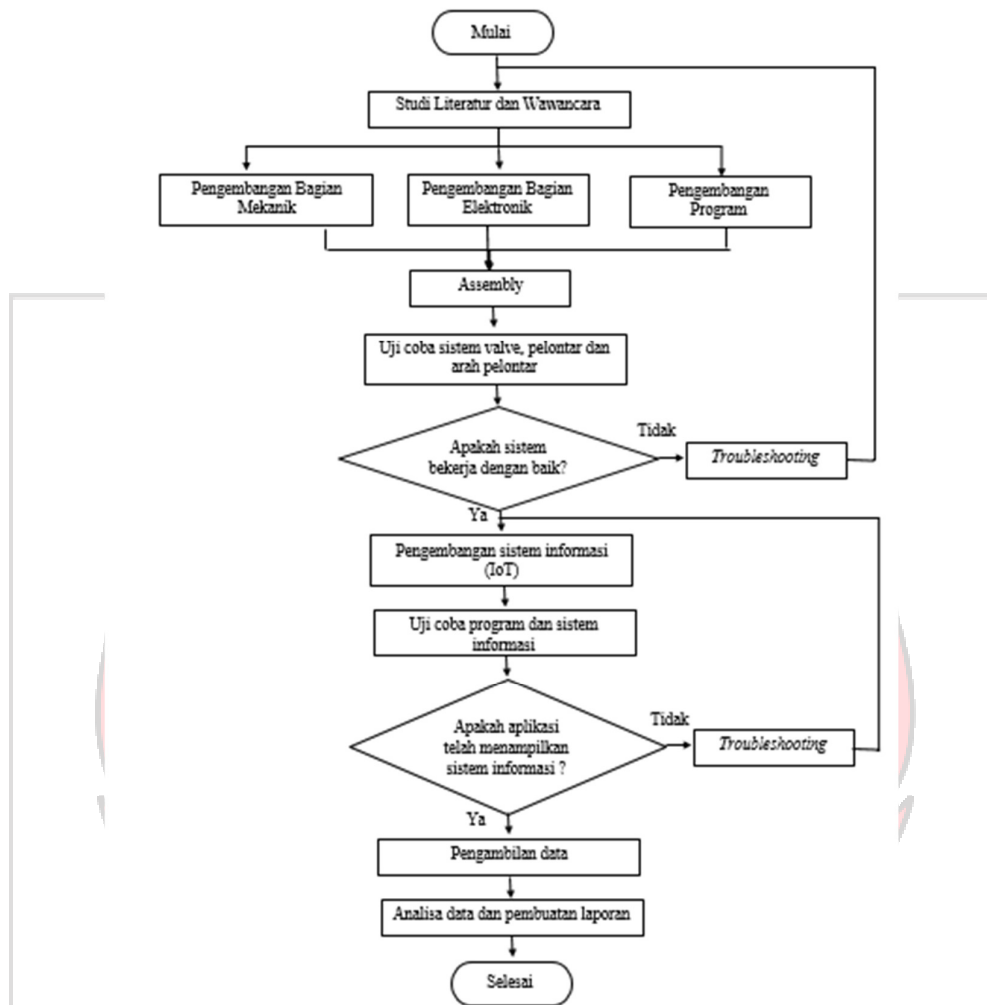 Mulai
Studi Literatur dan Wawancara
Pengembangan Bagian
Mekanik
Pengembangan Bagian
Elektronik
Pengembangan
Program
Assembly
Uji coba sistem valve, pelontar dan
arah pelontar
Apakah sistem
bekerja dengan baik?
Tidak
Troubleshooting
Ya
Pengembangan sistem informasi
(IoT)
Uji coba program dan sistem
informasi
Apakah aplikasi
telah menampilkan
sistem informasi ?
Tidak
Troubleshooting
Ya
Pengambilan data
Analisa data dan pembuatan laporan
Selesai